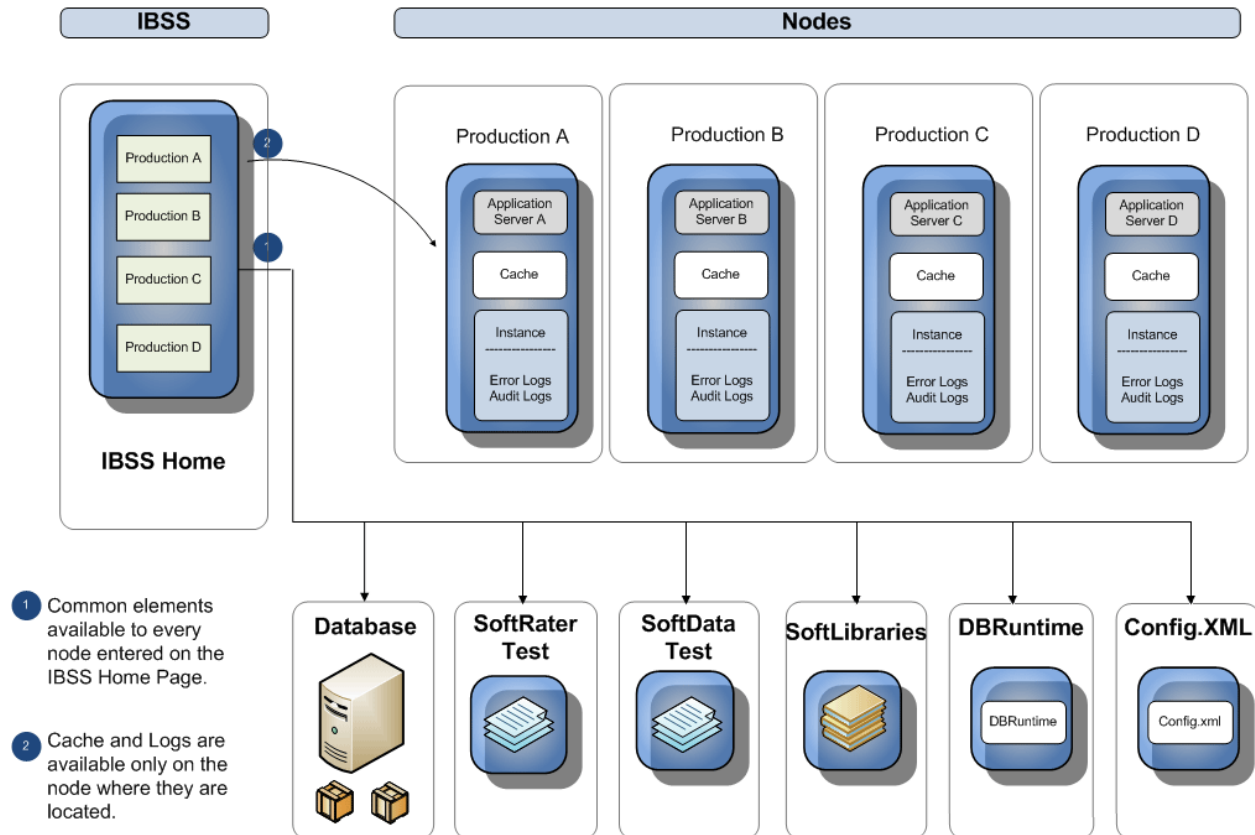 IBSS
Nodes
Production A
Production B
Production C
Production D
IBSS Home
2
1
Production A
Application
Server A
Cache
Instance
----------------
Error Logs
Audit Logs
Production B
Application
Server B
Cache
Instance
----------------
Error Logs
Audit Logs
Production C
Application
Server C
Cache
Instance
----------------
Error Logs
Audit Logs
Production D
Application
Server D
Cache
Instance
----------------
Error Logs
Audit Logs
1 Common elements
available to every
node entered on the
IBSS Home Page.
2 Cache and Logs are
available only on the
node where they are
located.
Database
SoftRater
Test
SoftData
Test
SoftLibraries
DBRuntime
DBRuntime
Config.XML
Config.xml